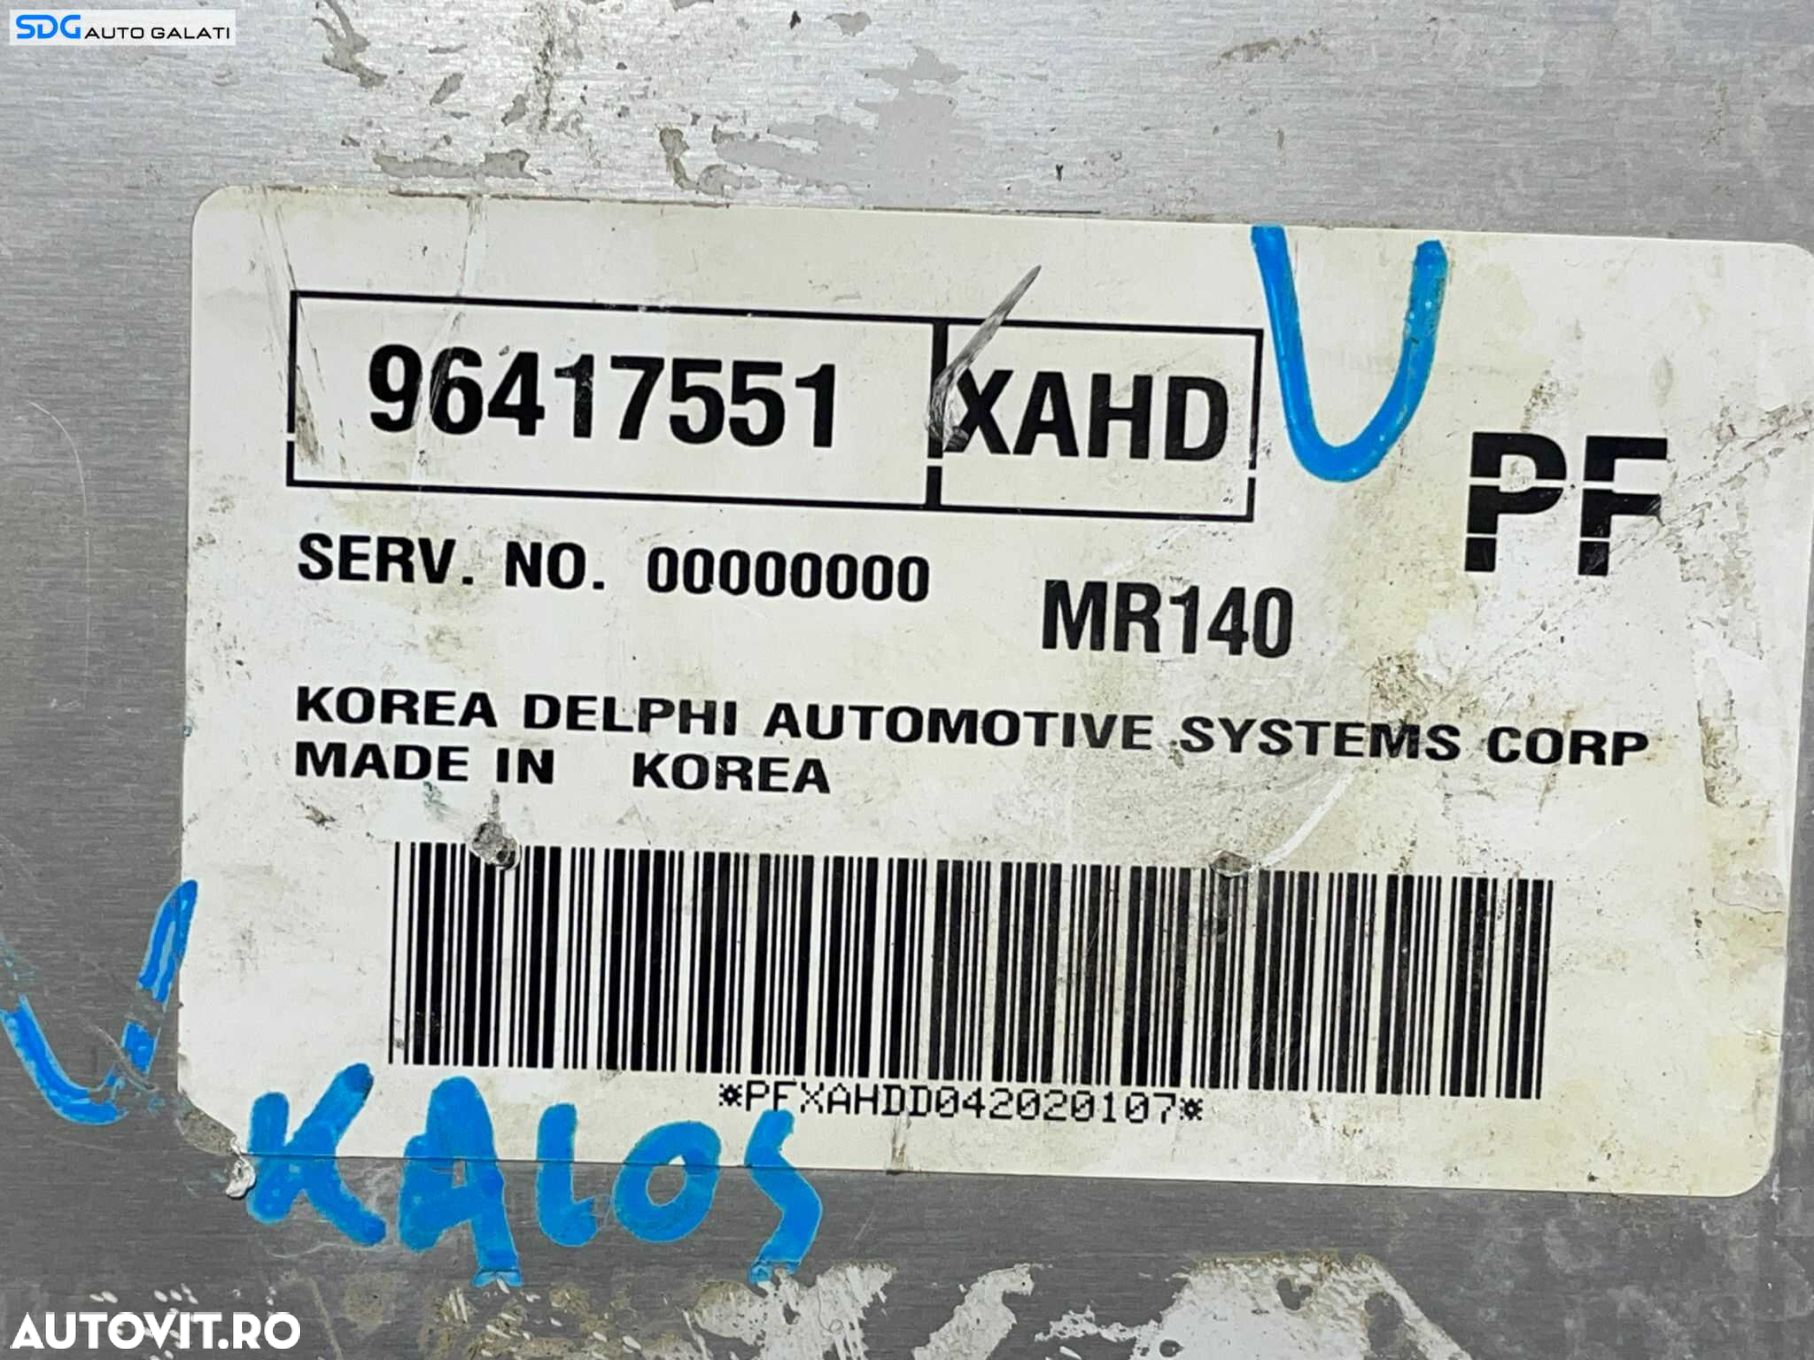 SDG AUTO GALATI
96417551 XAHD
PF
SERV. NO. 00000000 MR140
KOREA DELPHI AUTOMOTIVE SYSTEMS CORP
MADE IN KOREA
*PFXAHDD042020107*
KALOS
AUTOVIT.RO